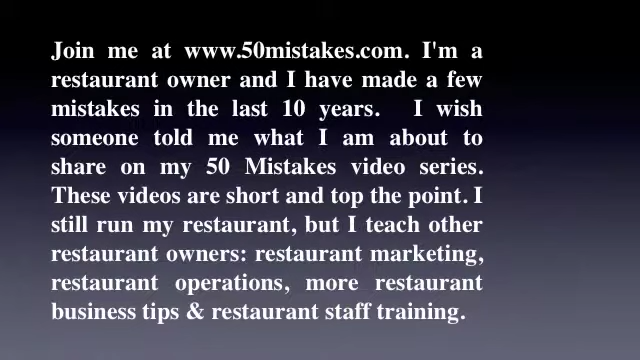 Join me at www.50mistakes.com. I'm a
restaurant owner and I have made a few
mistakes in the last 10 years. I wish
someone told me what I am about to
share on my 50 Mistakes video series.
These videos are short and top the point. I
still run my restaurant, but I teach other
restaurant owners: restaurant marketing,
restaurant operations, more restaurant
business tips & restaurant staff training.